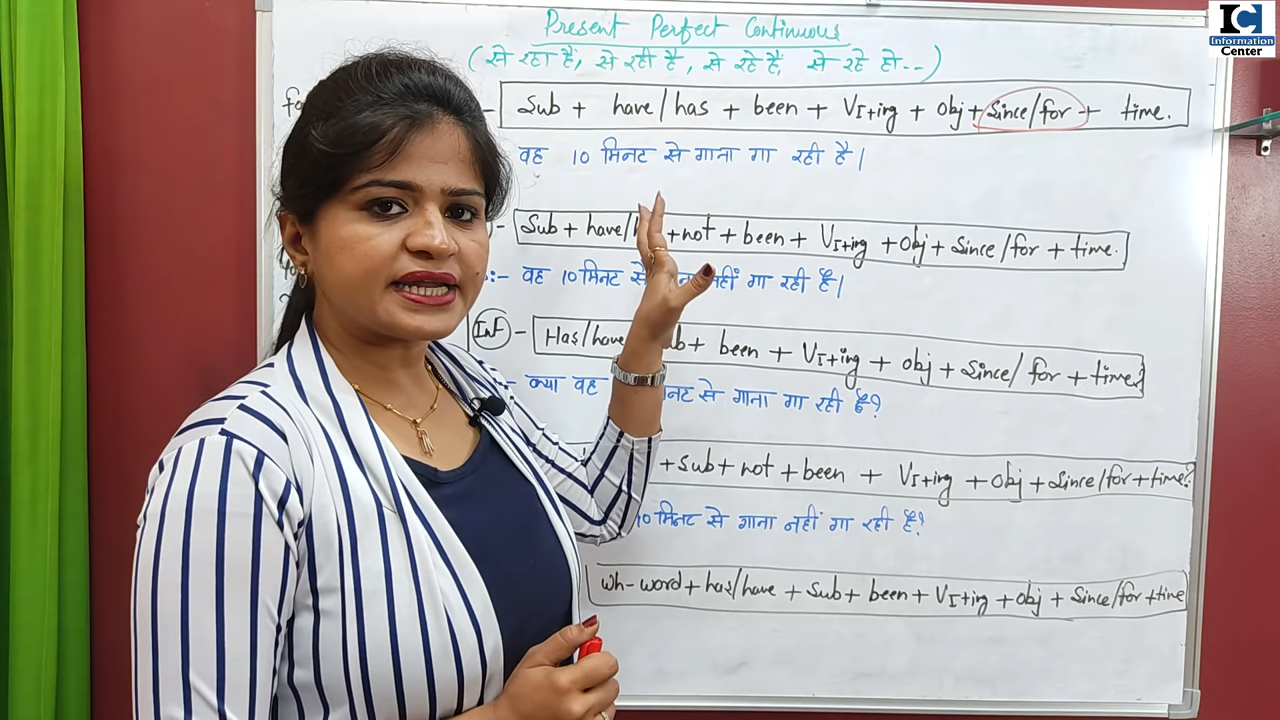 IC
Information
Center
Present Perfect Continuous
(से रहा है, से रही है, से रहे हैं, से रहे हो--)
- Sub + have/has + been + VI+ing + obj + Since/for + time.
वह 10 मिनट से गाना गा रही है।
- Sub + have/ + not + been + VI+ing + obj + Since/for + time.
:- वह 10 मिनट से नहीं गा रही है।
Int - Has/have + been + VI+ing + obj + Since/for + time?
- क्या वह से गाना गा रही है?
+ Sub + not + been + VI+ing + obj + Since/for + time?
10 मिनट से गाना नहीं गा रही है?
Wh-word + has/have + Sub + been + VI+ing + obj + Since/for + time